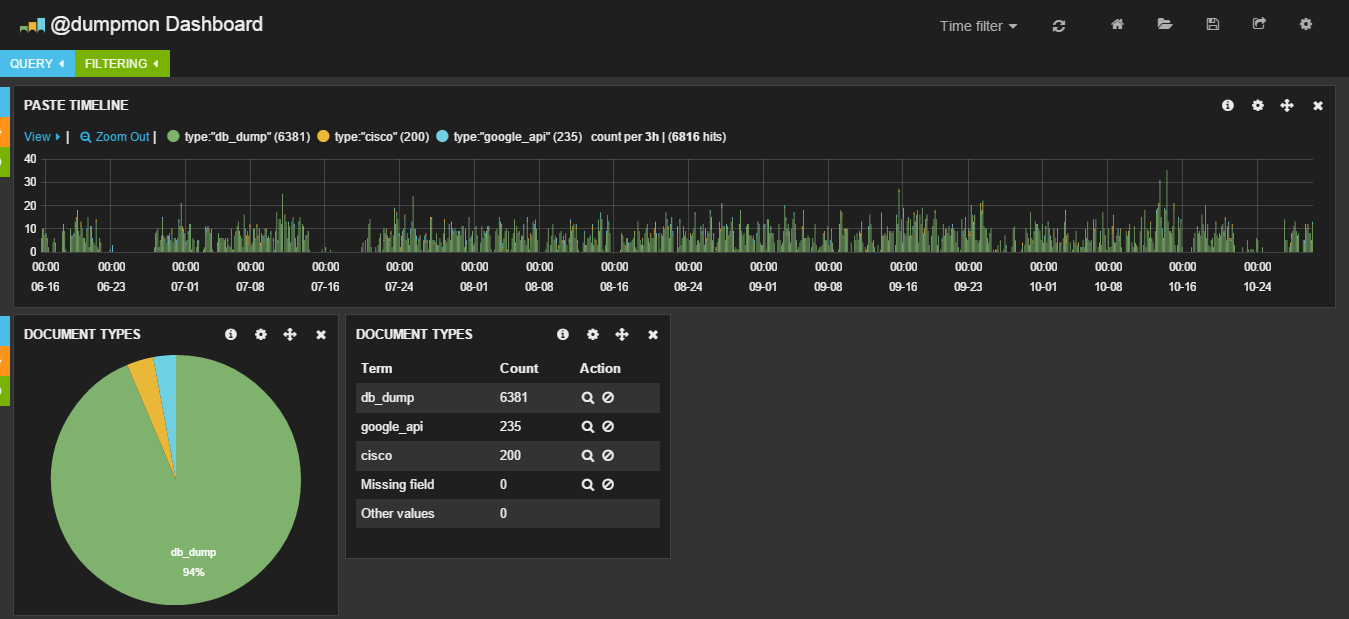 @dumpmon Dashboard
Time filter
QUERY FILTERING
PASTE TIMELINE
View | Zoom Out | type:"db_dump" (6381) type:"cisco" (200) type:"google_api" (235) count per 3h | (6816 hits)
40
30
20
10
0
00:00 00:00 00:00 00:00 00:00 00:00 00:00 00:00 00:00 00:00 00:00 00:00 00:00 00:00 00:00 00:00 00:00 00:00
06-16 06-23 07-01 07-08 07-16 07-24 08-01 08-08 08-16 08-24 09-01 09-08 09-16 09-23 10-01 10-08 10-16 10-24
DOCUMENT TYPES
db_dump
94%
DOCUMENT TYPES
Term Count Action
db_dump 6381
google_api 235
cisco 200
Missing field 0
Other values 0